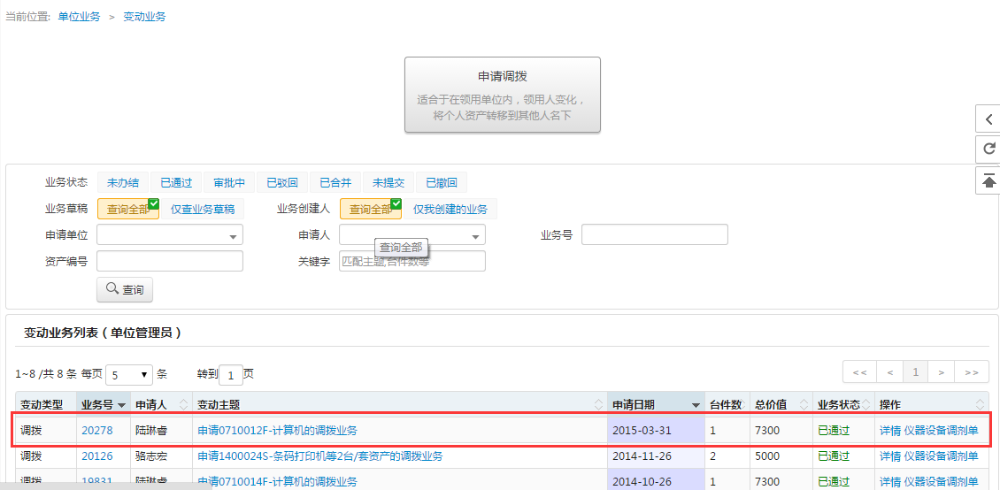 当前位置: 单位业务 > 变动业务
申请调拨
适合于在领用单位内，领用人变化，
将个人资产转移到其他人名下
业务状态 未办结 已通过 审批中 已驳回 已合并 未提交 已撤回
业务草稿 查询全部 仅查业务草稿 业务创建人 查询全部 仅我创建的业务
申请单位 申请人 业务号
查询全部
资产编号 关键字 匹配主题,台件数等
查询
变动业务列表（单位管理员）
1~8 /共 8 条 每页 5 条 转到 1 页 << < 1 > >>
变动类型 业务号 申请人 变动主题 申请日期 台件数 总价值 业务状态 操作
调拨 20278 陆琳睿 申请0710012F-计算机的调拨业务 2015-03-31 1 7300 已通过 详情 仪器设备调剂单
调拨 20126 骆志宏 申请1400024S-条码打印机等2台/套资产的调拨业务 2014-11-26 2 5000 已通过 详情 仪器设备调剂单
调拨 19831 陆琳睿 申请0710014F-计算机的调拨业务 2014-10-26 1 7300 已通过 详情 仪器设备调剂单